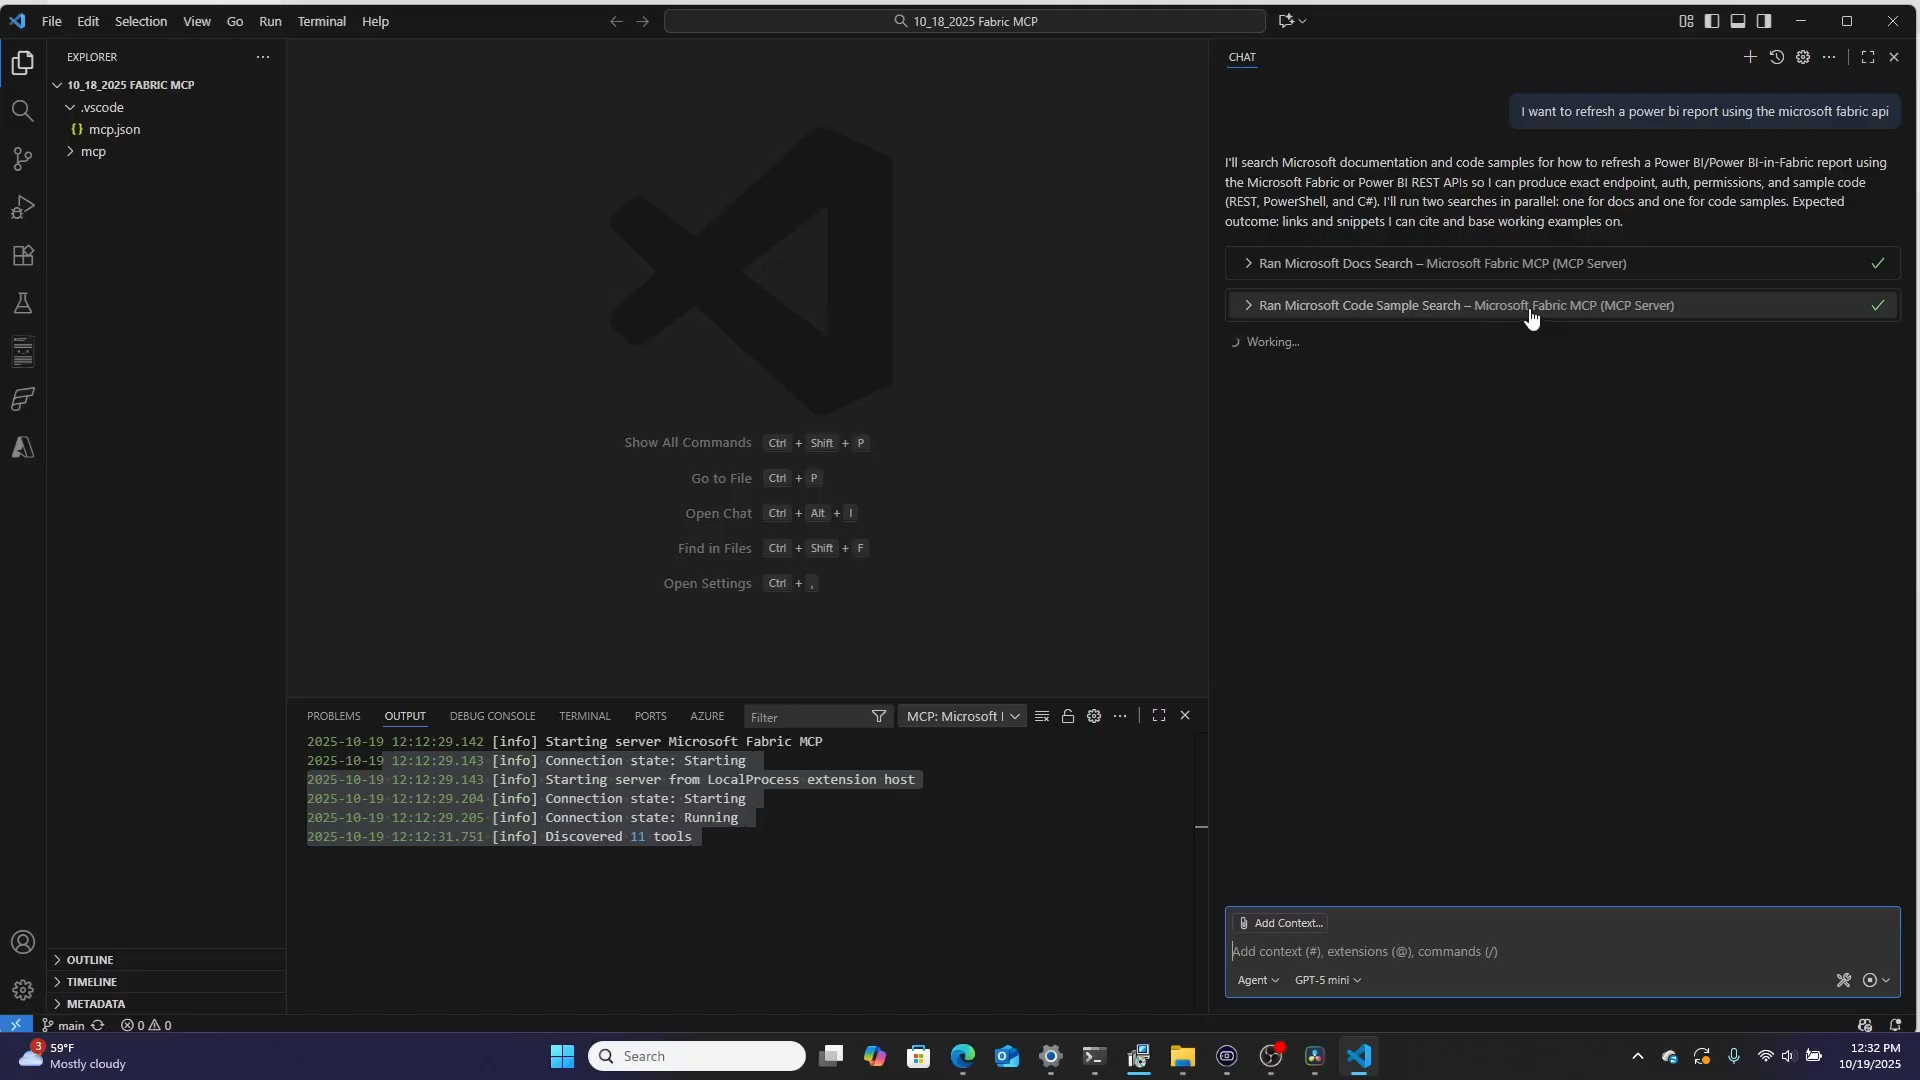 File Edit Selection View Go Run Terminal Help
10_18_2025 Fabric MCP
EXPLORER
10_18_2025 FABRIC MCP
.vscode
{} mcp.json
mcp
Show All Commands Ctrl + Shift + P
Go to File Ctrl + P
Open Chat Ctrl + Alt + I
Find in Files Ctrl + Shift + F
Open Settings Ctrl + ,
PROBLEMS OUTPUT DEBUG CONSOLE TERMINAL PORTS AZURE Filter MCP: Microsoft I
2025-10-19 12:12:29.142 [info] Starting server Microsoft Fabric MCP
2025-10-19 12:12:29.143 [info] Connection state: Starting
2025-10-19 12:12:29.143 [info] Starting server from LocalProcess extension host
2025-10-19 12:12:29.204 [info] Connection state: Starting
2025-10-19 12:12:29.205 [info] Connection state: Running
2025-10-19 12:12:31.751 [info] Discovered 11 tools
OUTLINE
TIMELINE
METADATA
CHAT
I want to refresh a power bi report using the microsoft fabric api
I'll search Microsoft documentation and code samples for how to refresh a Power BI/Power BI-in-Fabric report using
the Microsoft Fabric or Power BI REST APIs so I can produce exact endpoint, auth, permissions, and sample code
(REST, PowerShell, and C#). I'll run two searches in parallel: one for docs and one for code samples. Expected
outcome: links and snippets I can cite and base working examples on.
Ran Microsoft Docs Search – Microsoft Fabric MCP (MCP Server)
Ran Microsoft Code Sample Search – Microsoft Fabric MCP (MCP Server)
Working...
Add Context...
Add context (#), extensions (@), commands (/)
Agent GPT-5 mini
main 0 0
3 59°F
Mostly cloudy
Search
12:32 PM
10/19/2025